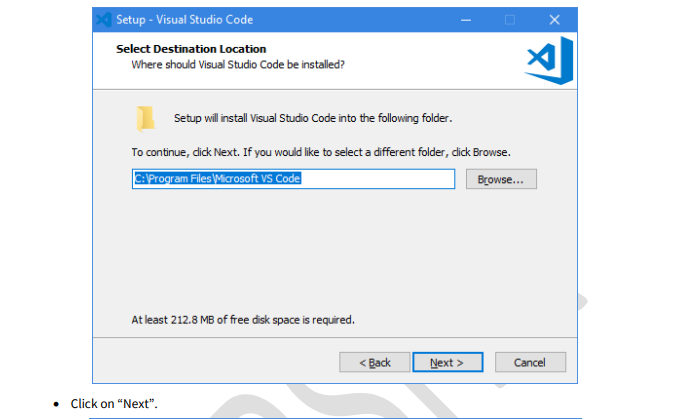 Setup - Visual Studio Code
Select Destination Location
Where should Visual Studio Code be installed?
Setup will install Visual Studio Code into the following folder.
To continue, click Next. If you would like to select a different folder, click Browse.
C:\Program Files\Microsoft VS Code
Browse...
At least 212.8 MB of free disk space is required.
< Back
Next >
Cancel
• Click on “Next”.